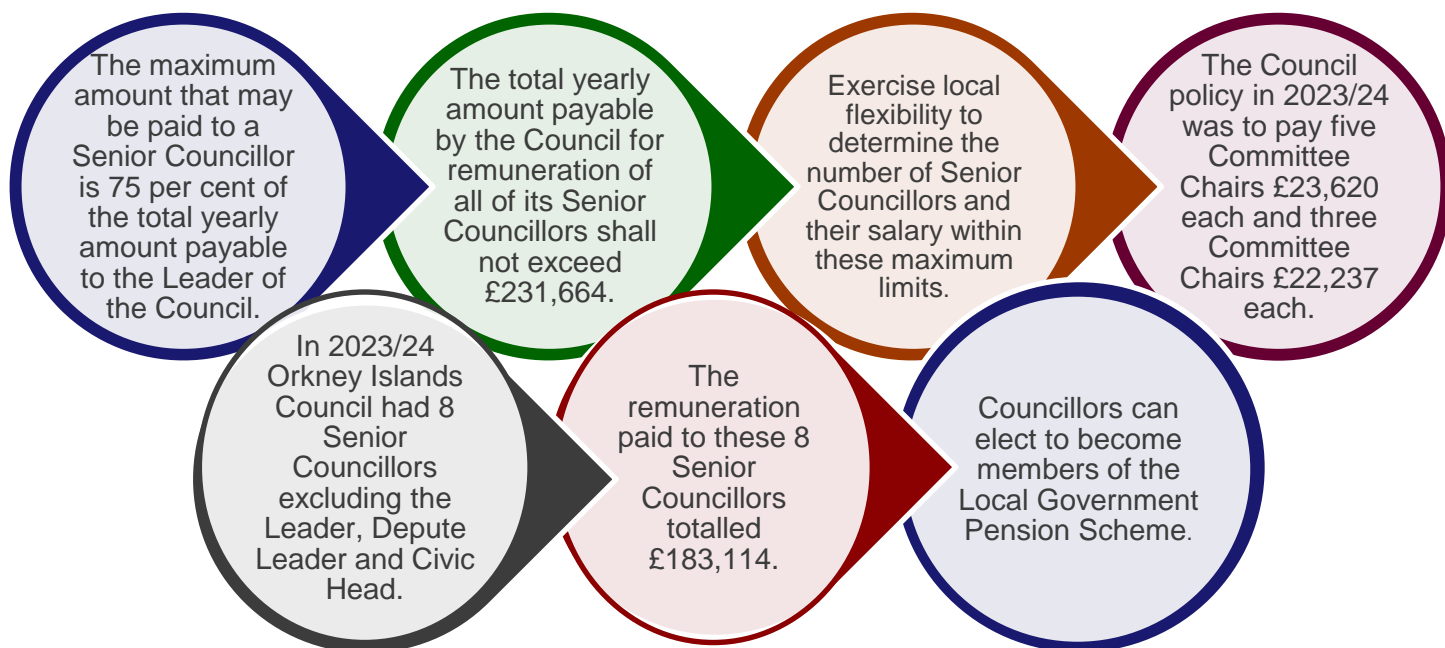 The maximum
amount that may
be paid to a
Senior Councillor
is 75 per cent of
the total yearly
amount payable
to the Leader of
the Council.
The total yearly
amount payable
by the Council for
remuneration of
all of its Senior
Councillors shall
not exceed
£231,664.
Exercise local
flexibility to
determine the
number of Senior
Councillors and
their salary within
these maximum
limits.
The Council
policy in 2023/24
was to pay five
Committee
Chairs £23,620
each and three
Committee
Chairs £22,237
each.
In 2023/24
Orkney Islands
Council had 8
Senior
Councillors
excluding the
Leader, Depute
Leader and Civic
Head.
The
remuneration
paid to these 8
Senior
Councillors
totalled
£183,114.
Councillors can
elect to become
members of the
Local Government
Pension Scheme.